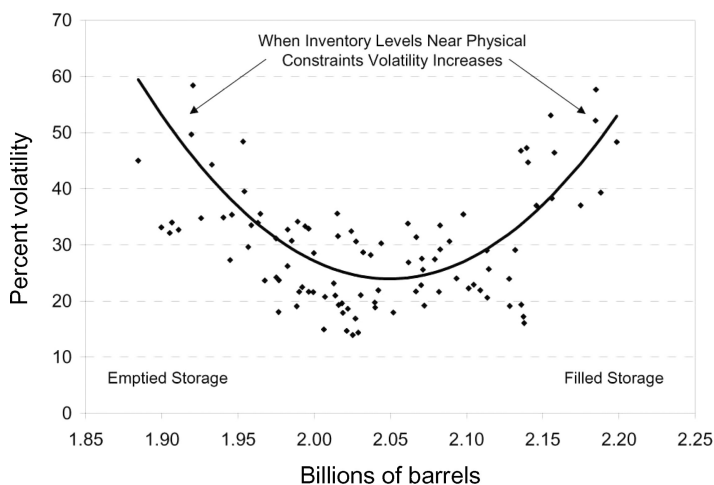 70
60
50
40
30
20
10
0
Percent volatility
When Inventory Levels Near Physical
Constraints Volatility Increases
Emptied Storage
Filled Storage
1.85 1.90 1.95 2.00 2.05 2.10 2.15 2.20 2.25
Billions of barrels